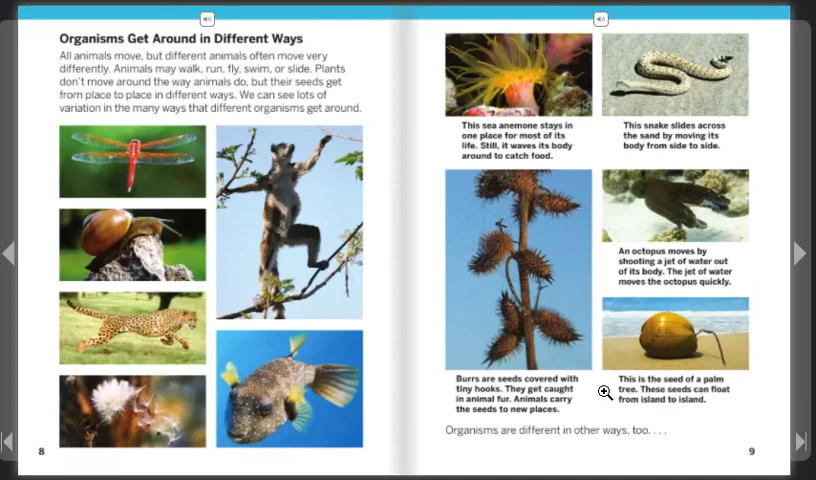 Organisms Get Around in Different Ways
All animals move, but different animals often move very
differently. Animals may walk, run, fly, swim, or slide. Plants
don't move around the way animals do, but their seeds get
from place to place in different ways. We can see lots of
variation in the many ways that different organisms get around.
8
This sea anemone stays in
one place for most of its
life. Still, it waves its body
around to catch food.
This snake slides across
the sand by moving its
body from side to side.
An octopus moves by
shooting a jet of water out
of its body. The jet of water
moves the octopus quickly.
Burrs are seeds covered with
tiny hooks. They get caught
in animal fur. Animals carry
the seeds to new places.
This is the seed of a palm
tree. These seeds can float
from island to island.
Organisms are different in other ways, too. . . .
9